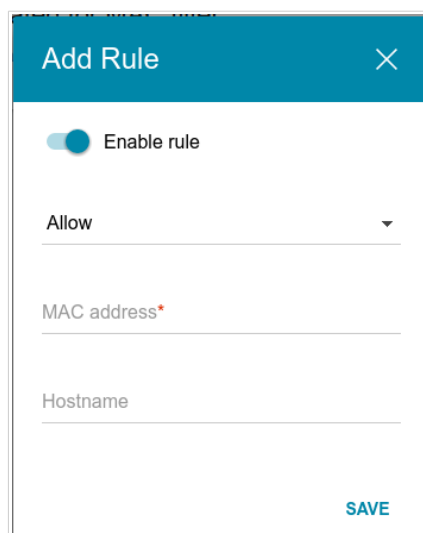 Add Rule
Enable rule
Allow
MAC address*
Hostname
SAVE